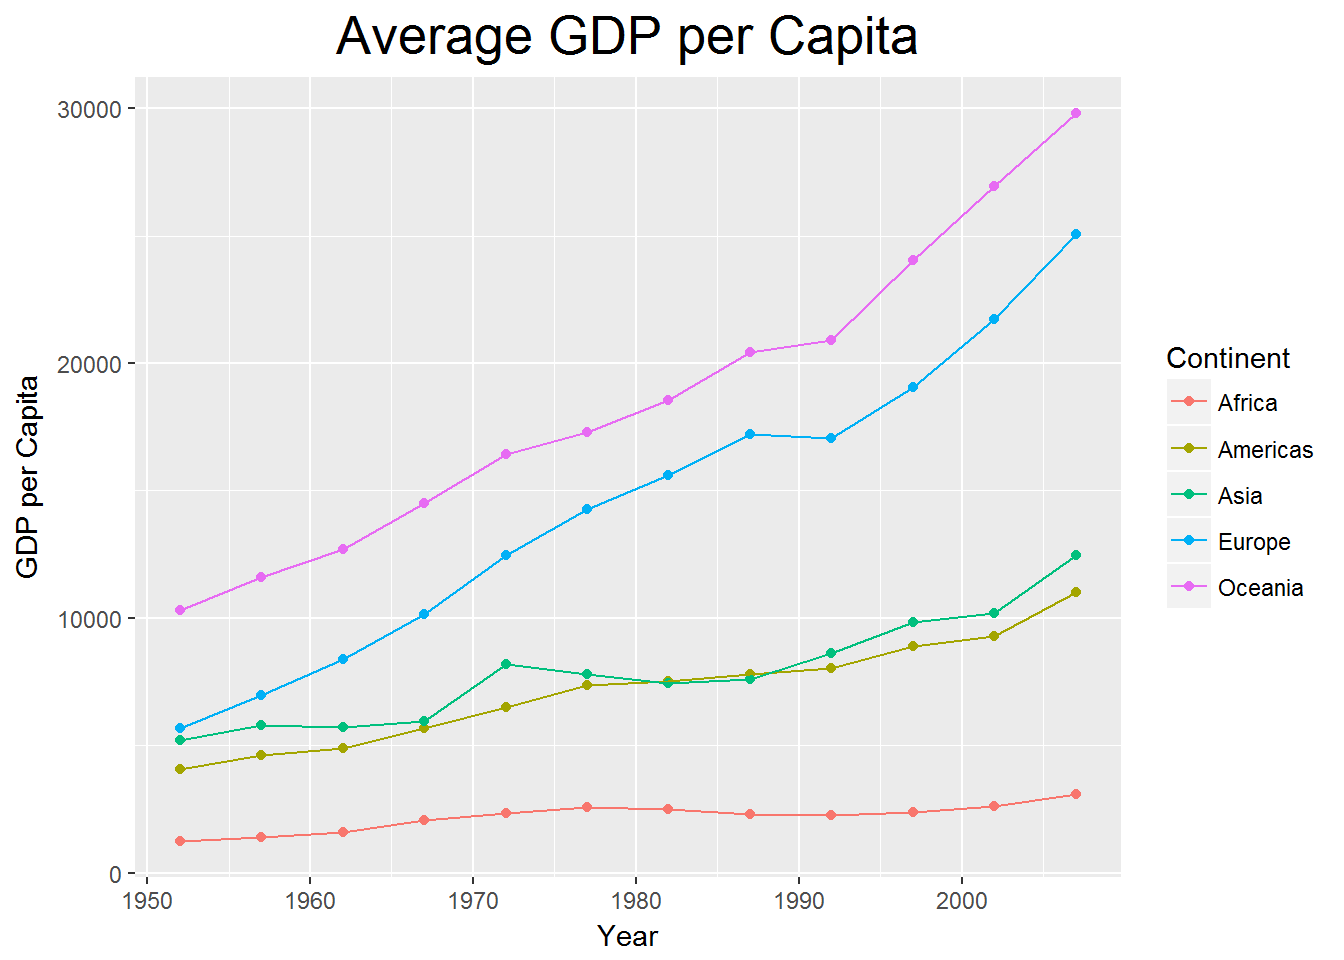 Average GDP per Capita
30000
20000
10000
0
GDP per Capita
1950 1960 1970 1980 1990 2000
Year
Continent
Africa
Americas
Asia
Europe
Oceania